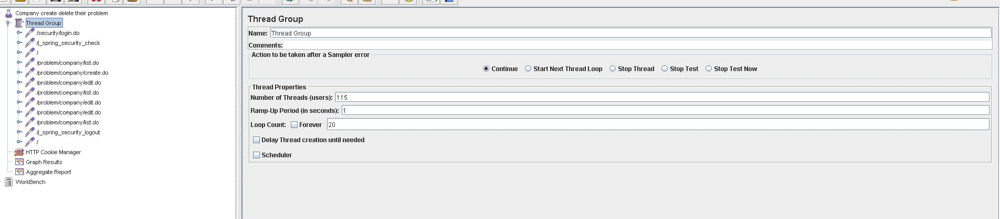 Company create delete their problem
Thread Group
/security/login.do
/j_spring_security_check
/
/problem/company/list.do
/problem/company/create.do
/problem/company/edit.do
/problem/company/list.do
/problem/company/edit.do
/problem/company/edit.do
/problem/company/list.do
/j_spring_security_logout
/
HTTP Cookie Manager
Graph Results
Aggregate Report
WorkBench
Thread Group
Name: Thread Group
Comments:
Action to be taken after a Sampler error
Continue Start Next Thread Loop Stop Thread Stop Test Stop Test Now
Thread Properties
Number of Threads (users): 115
Ramp-Up Period (in seconds): 1
Loop Count: Forever 20
Delay Thread creation until needed
Scheduler